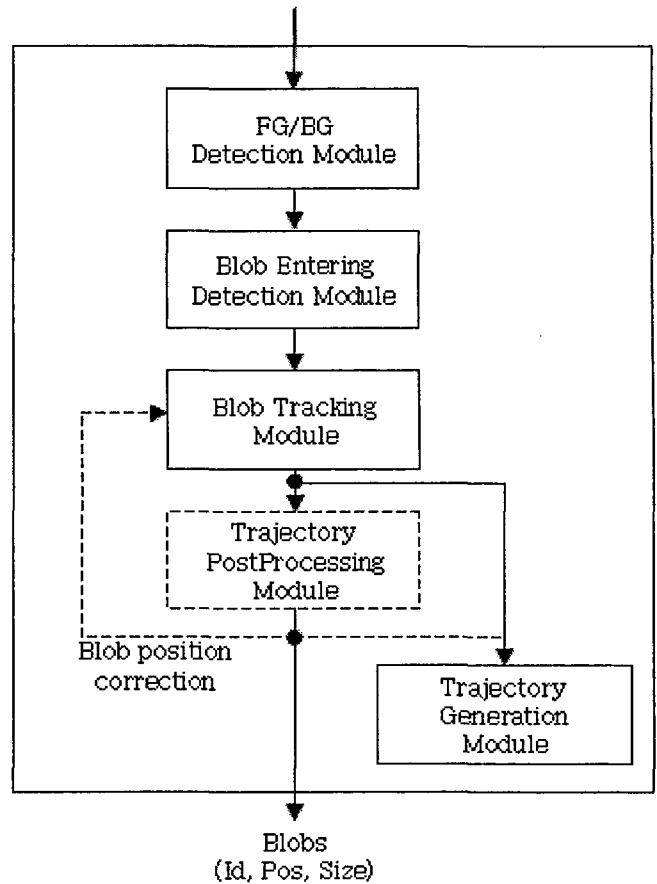 FG/BG
Detection Module
Blob Entering
Detection Module
Blob Tracking
Module
Trajectory
PostProcessing
Module
Blob position
correction
Trajectory
Generation
Module
Blobs
(Id, Pos, Size)